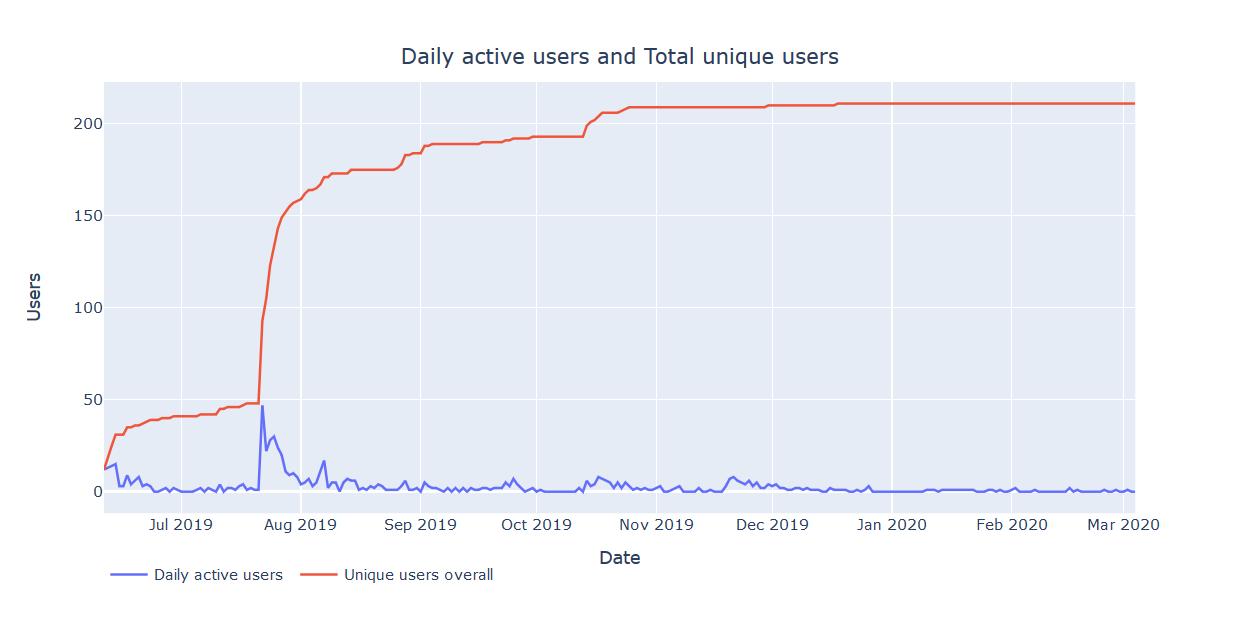 Daily active users and Total unique users
Users
200
150
100
50
0
Jul 2019 Aug 2019 Sep 2019 Oct 2019 Nov 2019 Dec 2019 Jan 2020 Feb 2020 Mar 2020
Date
Daily active users Unique users overall